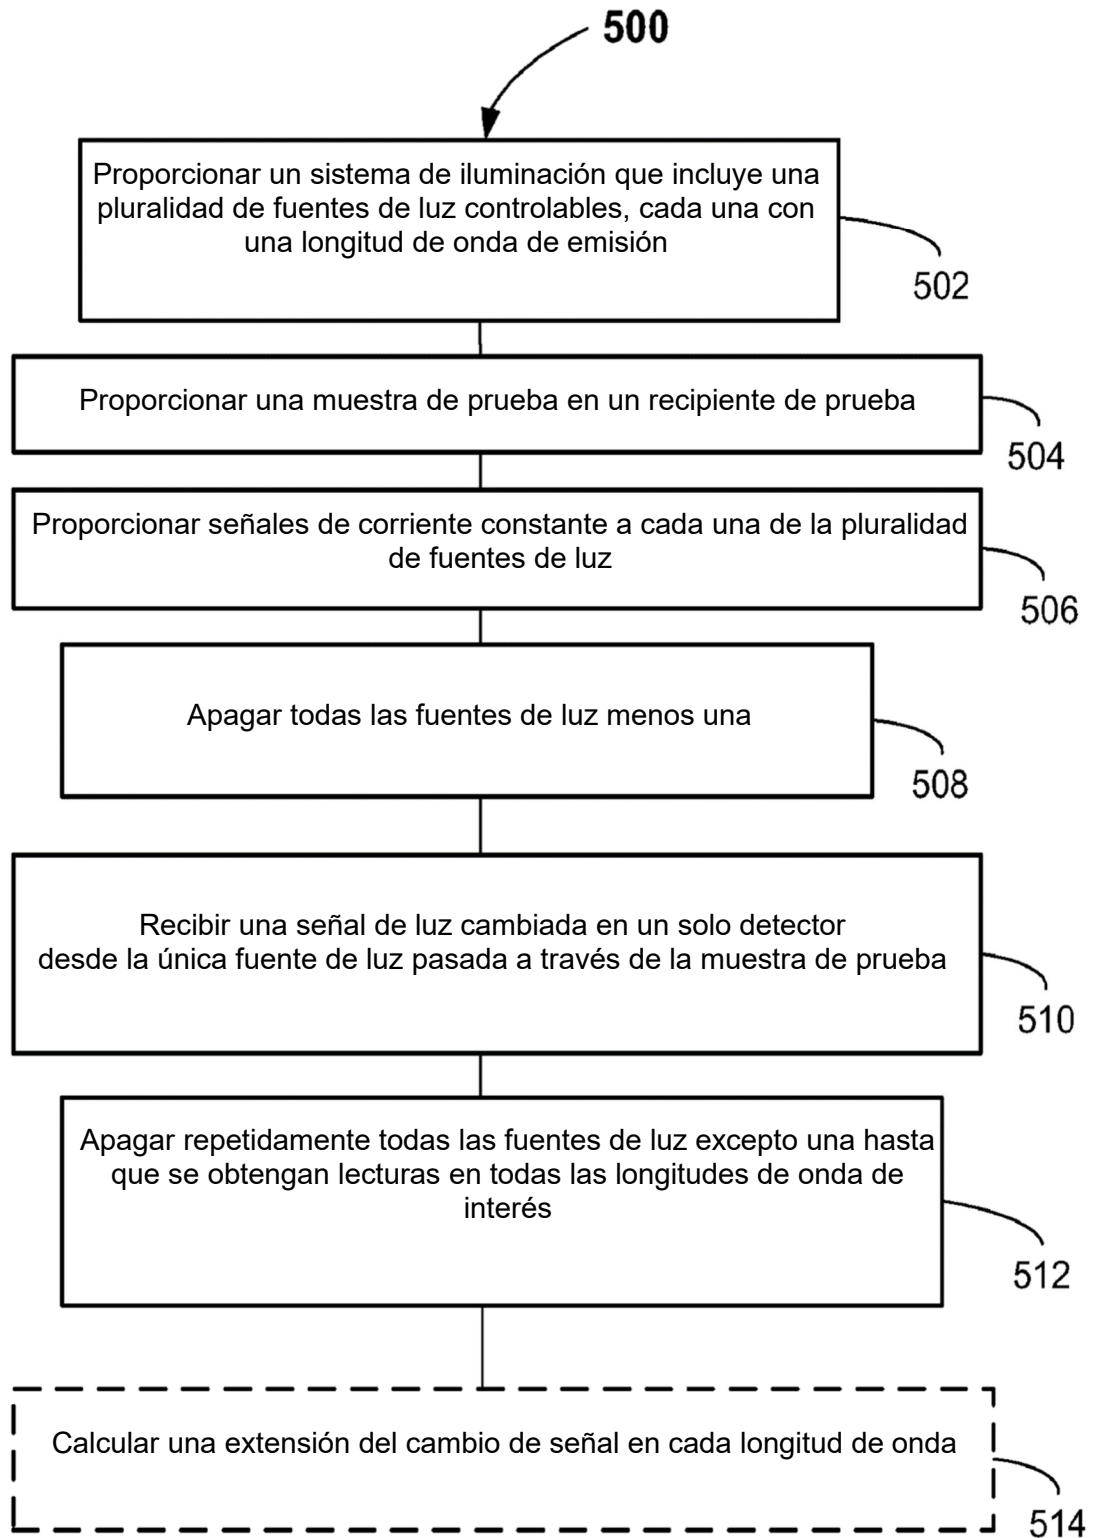 500
Proporcionar un sistema de iluminación que incluye una
pluralidad de fuentes de luz controlables, cada una con
una longitud de onda de emisión
502
Proporcionar una muestra de prueba en un recipiente de prueba
504
Proporcionar señales de corriente constante a cada una de la pluralidad
de fuentes de luz
506
Apagar todas las fuentes de luz menos una
508
Recibir una señal de luz cambiada en un solo detector
desde la única fuente de luz pasada a través de la muestra de prueba
510
Apagar repetidamente todas las fuentes de luz excepto una hasta
que se obtengan lecturas en todas las longitudes de onda de
interés
512
Calcular una extensión del cambio de señal en cada longitud de onda
514